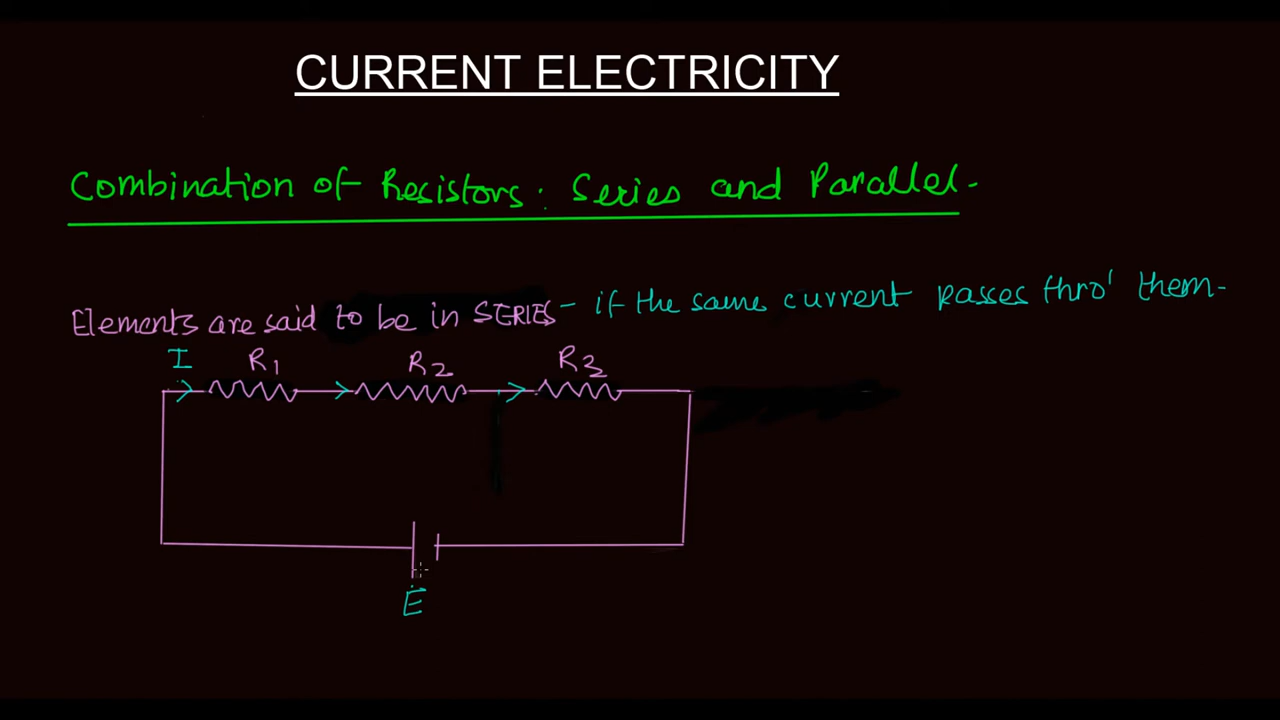 CURRENT ELECTRICITY
Combination of Resistors: Series and Parallel.
Elements are said to be in SERIES - if the same current passes thro' them-
I R1 R2 R3
E